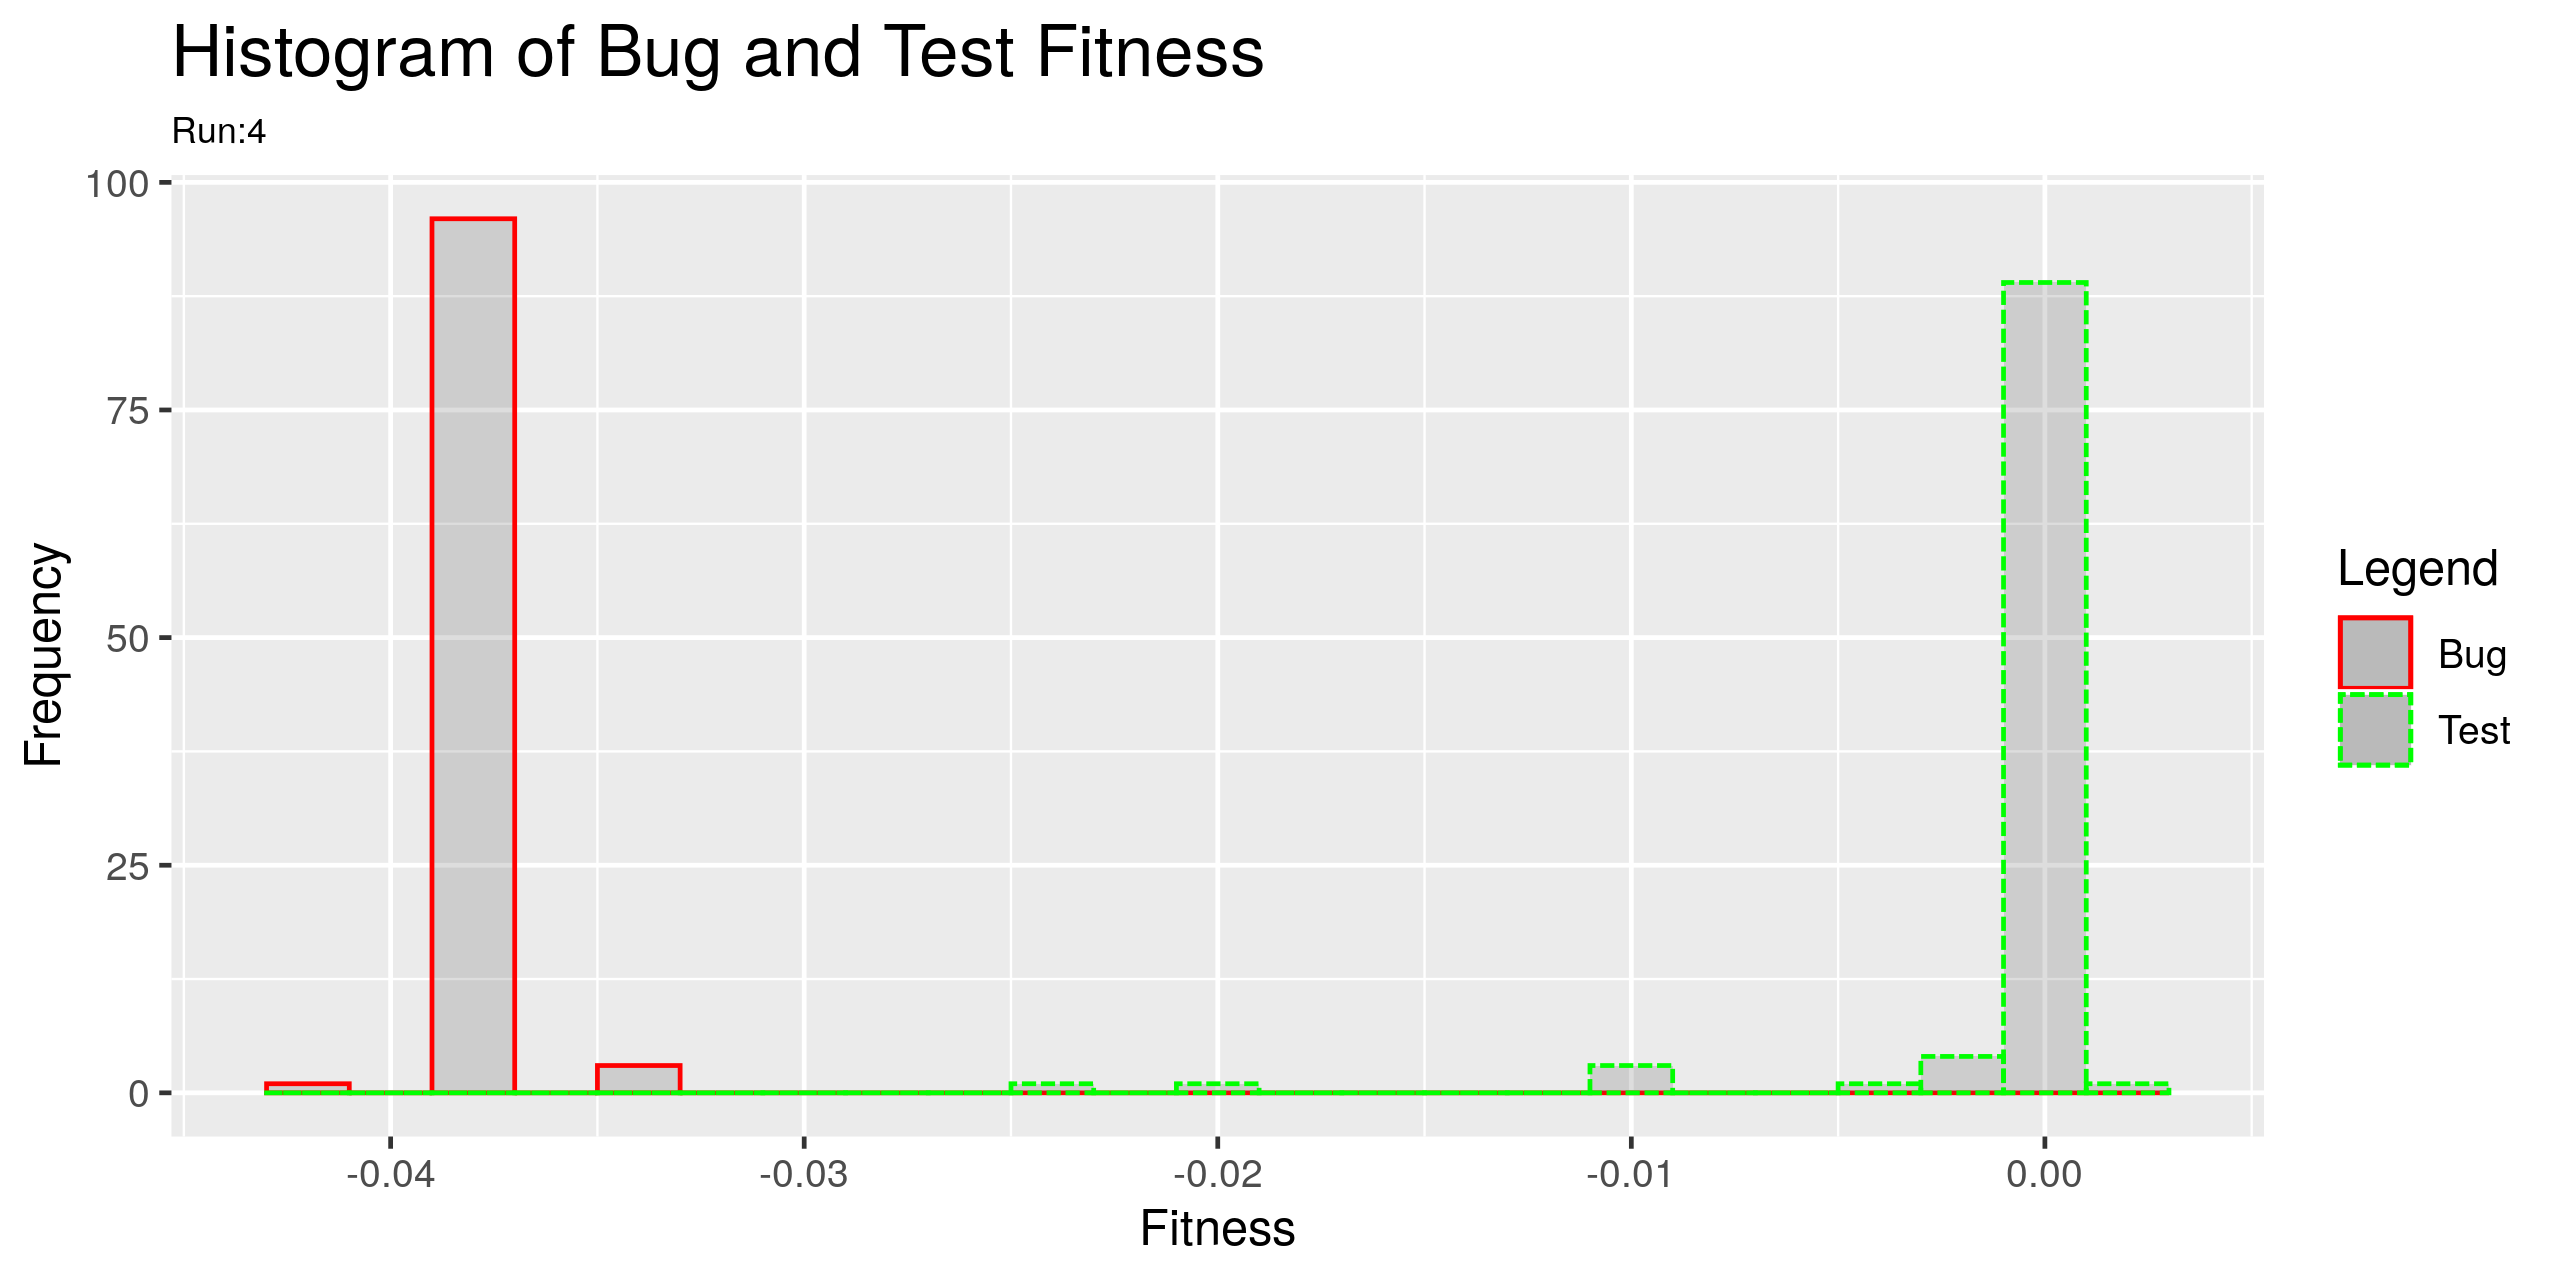 Histogram of Bug and Test Fitness
Run:4
100
75
50
25
0
Frequency
-0.04
-0.03
-0.02
-0.01
0.00
Fitness
Legend
Bug
Test